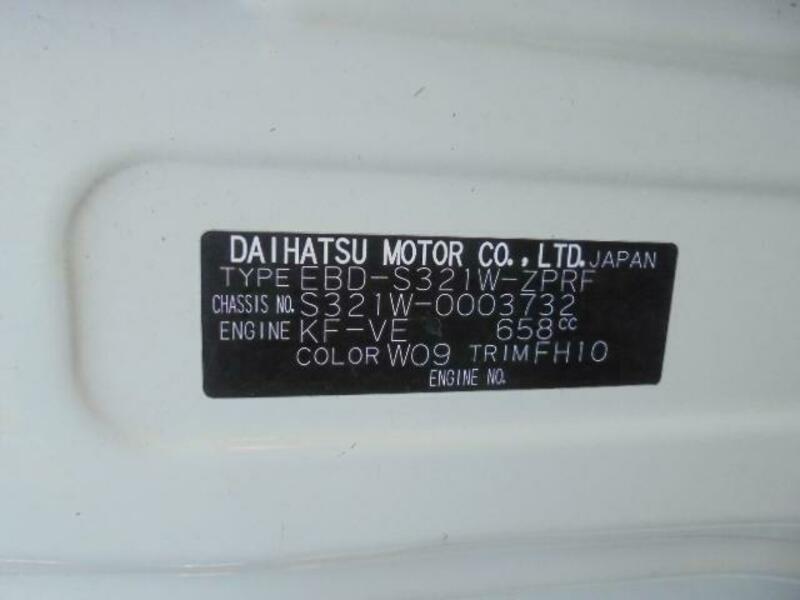 DAIHATSU MOTOR CO., LTD. JAPAN
TYPE EBD-S321W-ZPRF
CHASSIS NO. S321W-0003732
ENGINE KF-VE 658cc
COLOR W09 TRIM FH10
ENGINE NO.